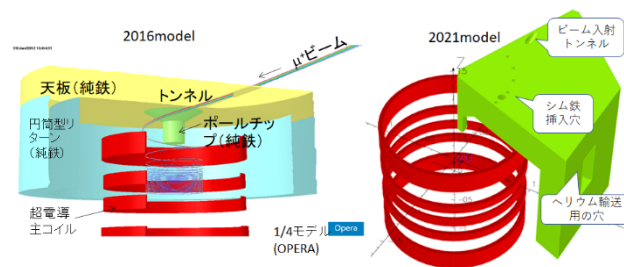 2016model
2021model
μ+ビーム
天板(純鉄)
トンネル
円筒型リ
ターン
(純鉄)
ポールチッ
プ(純鉄)
超電導
主コイル
1/4モデル
(OPERA)
Opera
ビーム入射
トンネル
シム鉄
挿入穴
ヘリウム輸送
用の穴